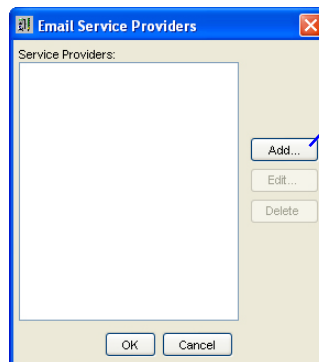 Email Service Providers
Service Providers:
Add...
Edit...
Delete
OK
Cancel